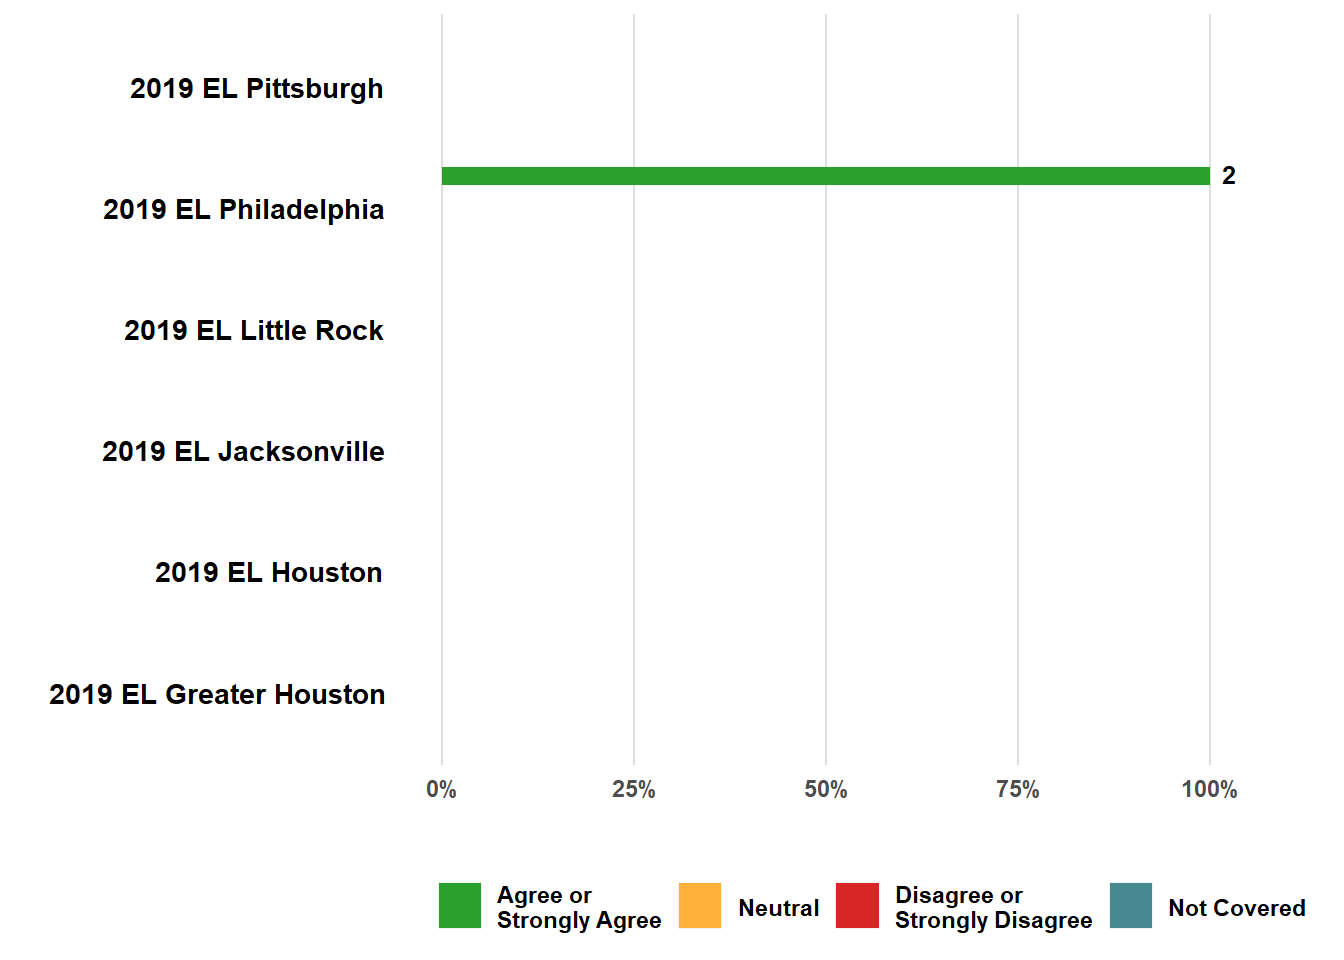 2019 EL Pittsburgh
2
2019 EL Philadelphia
2019 EL Little Rock
2019 EL Jacksonville
2019 EL Houston
2019 EL Greater Houston
0% 25% 50% 75% 100%
Agree or
Strongly Agree
Neutral
Disagree or
Strongly Disagree
Not Covered